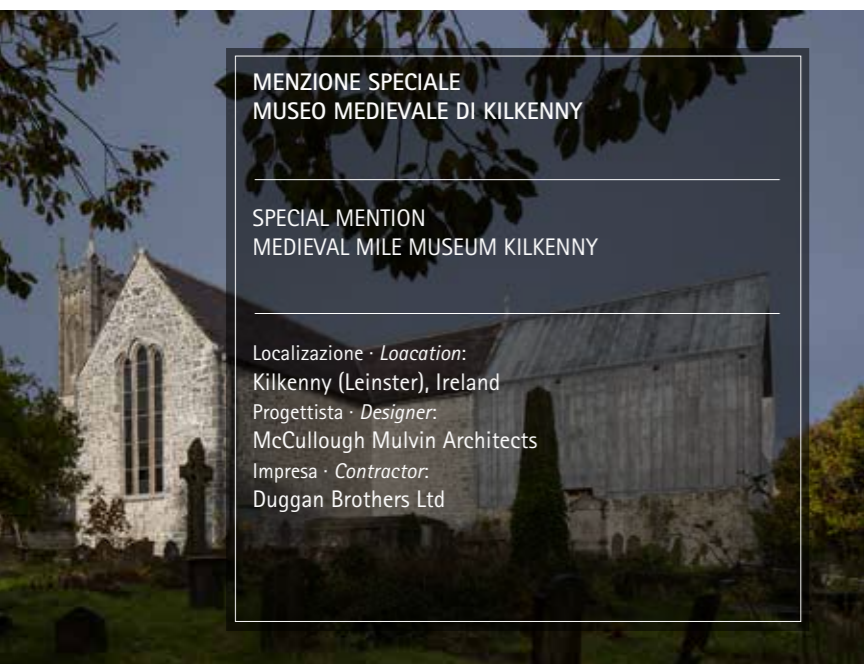 MENZIONE SPECIALE
MUSEO MEDIEVALE DI KILKENNY
SPECIAL MENTION
MEDIEVAL MILE MUSEUM KILKENNY
Localizzazione · Loacation:
Kilkenny (Leinster), Ireland
Progettista · Designer:
McCullough Mulvin Architects
Impresa · Contractor:
Duggan Brothers Ltd